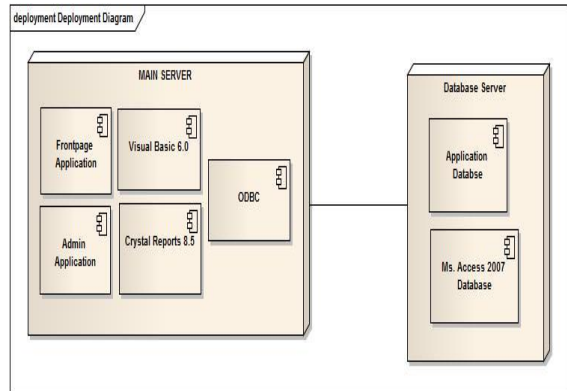 deployment Deployment Diagram
MAIN SERVER
Frontpage
Application
Visual Basic 6.0
ODBC
Admin
Application
Crystal Reports 8.5
Database Server
Application
Databse
Ms. Access 2007
Database